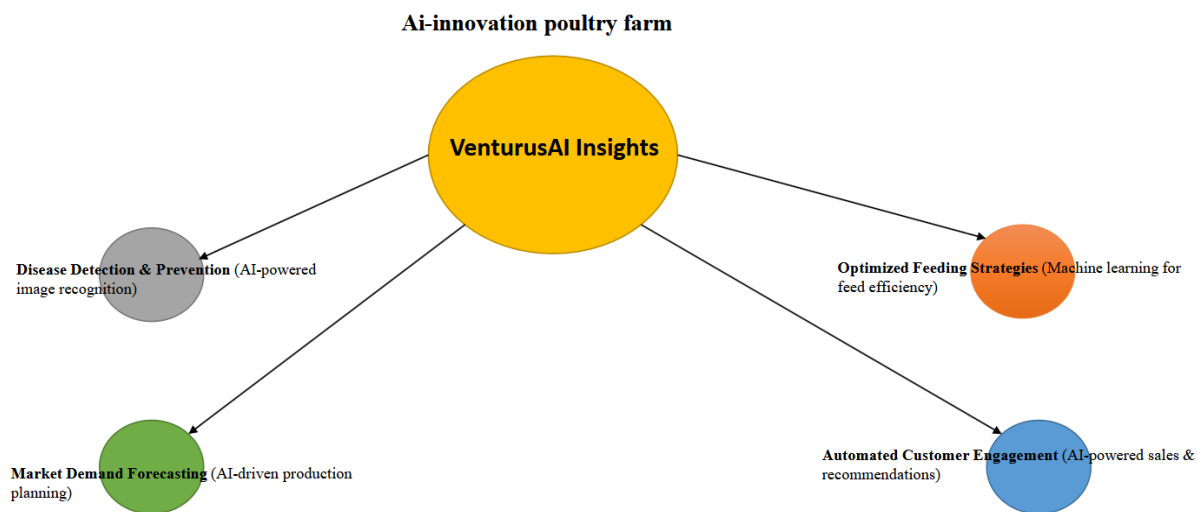 Ai-innovation poultry farm
VenturusAI Insights
Disease Detection & Prevention (AI-powered
image recognition)
Optimized Feeding Strategies (Machine learning for
feed efficiency)
Market Demand Forecasting (AI-driven production
planning)
Automated Customer Engagement (AI-powered sales &
recommendations)